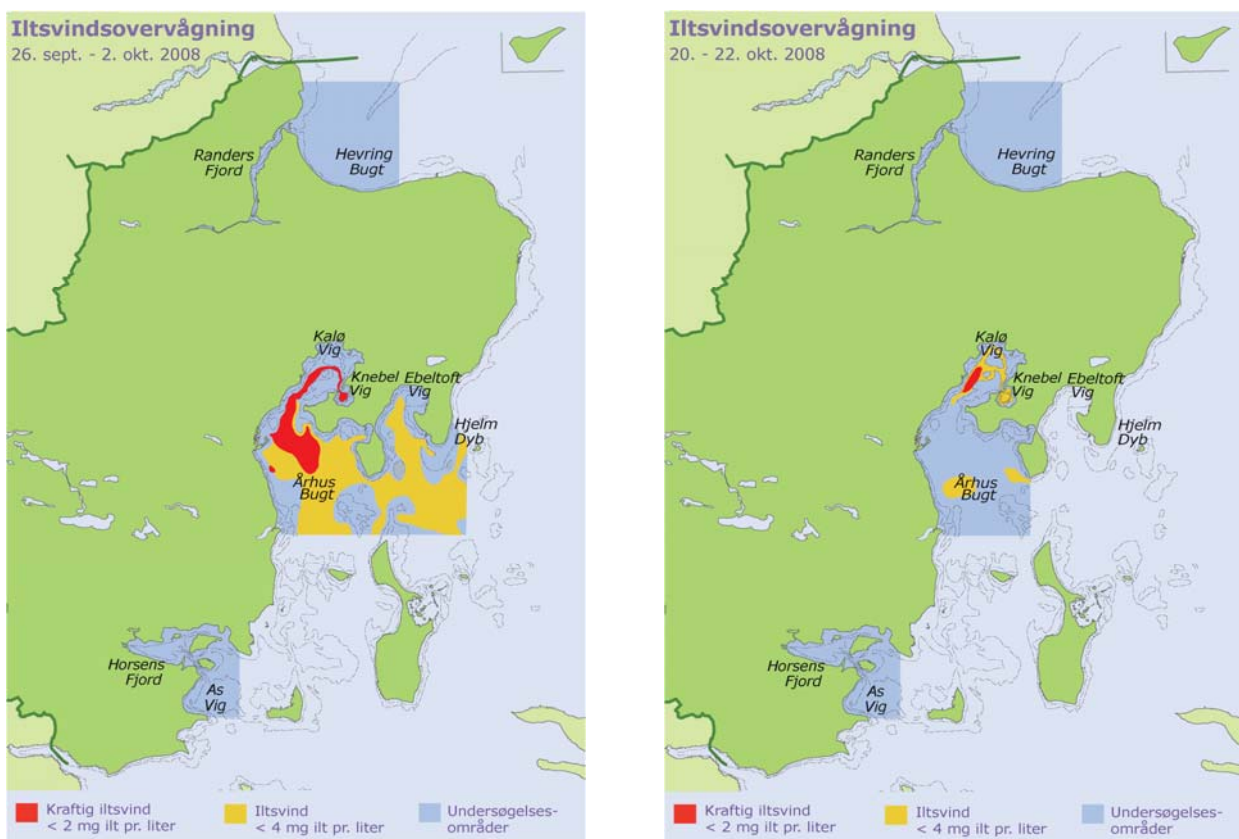 Iltsvindsovervågning
26. sept. - 2. okt. 2008
Randers
Fjord
Hevring
Bugt
Kalø
Vig
Knebel
Vig
Ebeltoft
Vig
Hjelm
Dyb
Århus
Bugt
Horsens
Fjord
As
Vig
Kraftig iltsvind
< 2 mg ilt pr. liter
Iltsvind
< 4 mg ilt pr. liter
Undersøgelses-
områder
Iltsvindsovervågning
20. - 22. okt. 2008
Randers
Fjord
Hevring
Bugt
Kalø
Vig
Knebel
Vig
Ebeltoft
Vig
Hjelm
Dyb
Århus
Bugt
Horsens
Fjord
As
Vig
Kraftig iltsvind
< 2 mg ilt pr. liter
Iltsvind
< 4 mg ilt pr. liter
Undersøgelses-
områder